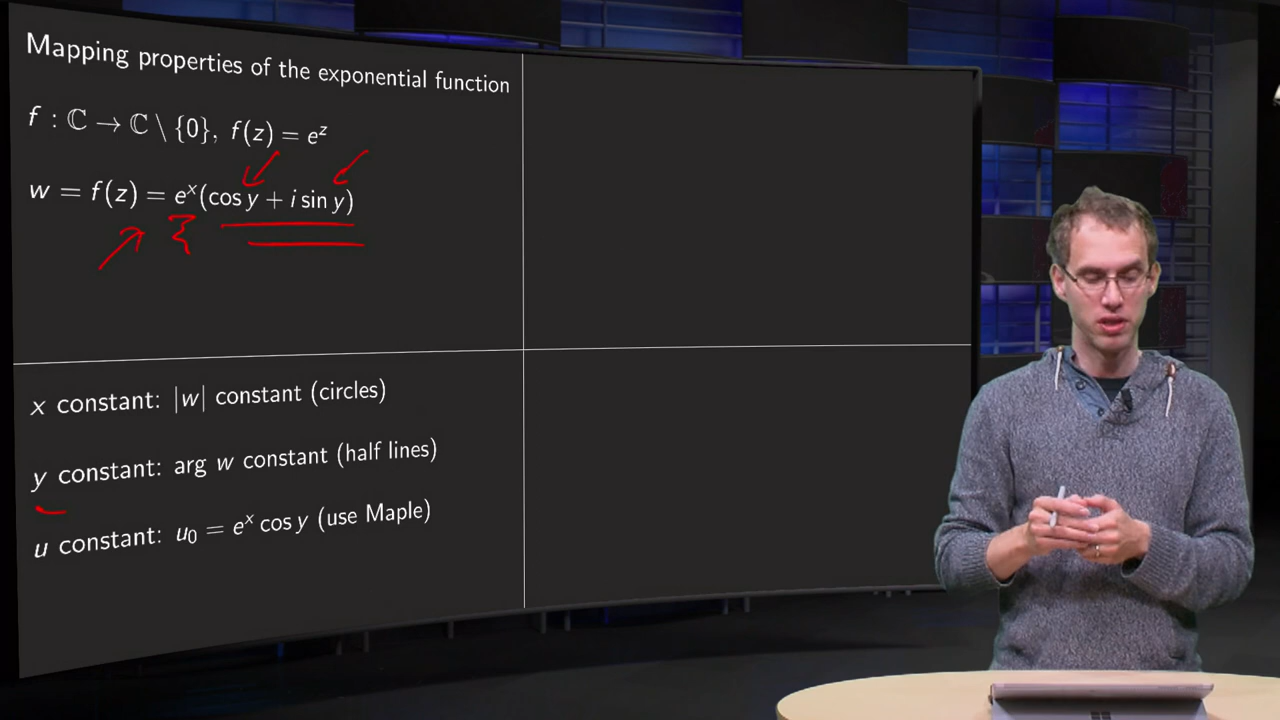 Mapping properties of the exponential function
f : ℂ → ℂ \ {0}, f(z) = e^z
w = f(z) = e^x(cos y + i sin y)
x constant: |w| constant (circles)
y constant: arg w constant (half lines)
u constant: u₀ = e^x cos y (use Maple)